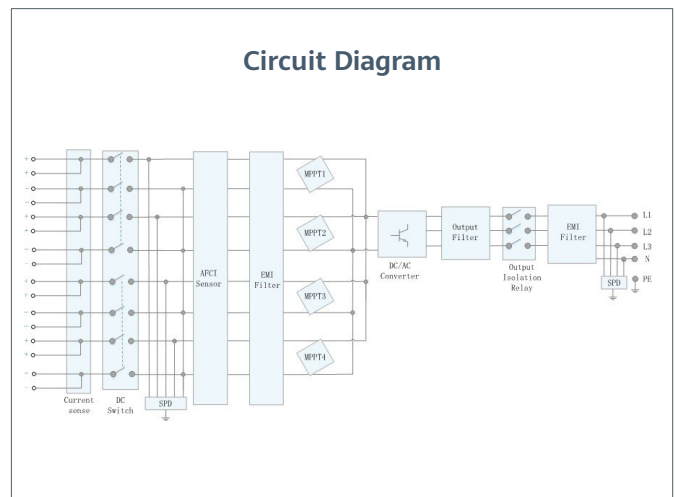 Circuit Diagram
+
+
-
-
+
+
-
-
+
+
-
-
+
+
-
-
Current
sense
DC
Switch
SPD
AFCI
Sensor
EMI
Filter
MPPT1
MPPT2
MPPT3
MPPT4
DC/AC
Converter
Output
Filter
Output
Isolation
Relay
EMI
Filter
L1
L2
L3
N
PE
SPD